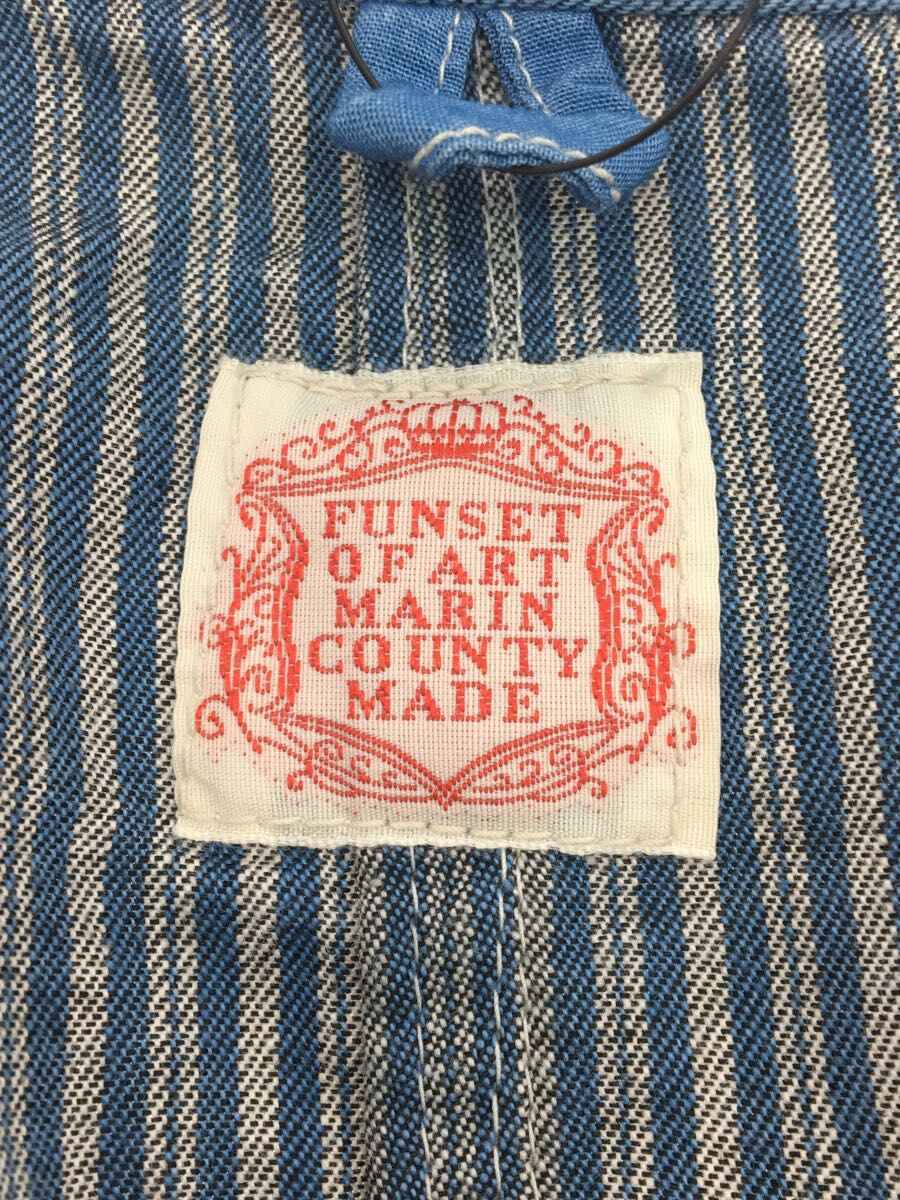 FUNSET
OF ART
MARIN
COUNTY
MADE